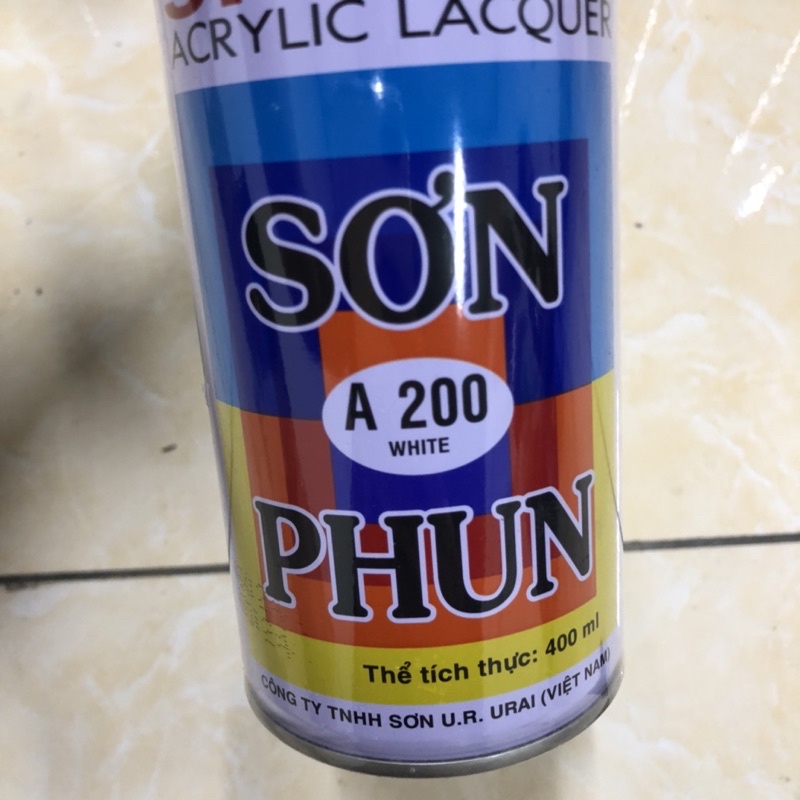 ACRYLIC LACQUER
SƠN
A 200
WHITE
PHUN
Thể tích thực: 400 ml
CÔNG TY TNHH SƠN U.R. URAI (VIỆT NAM)